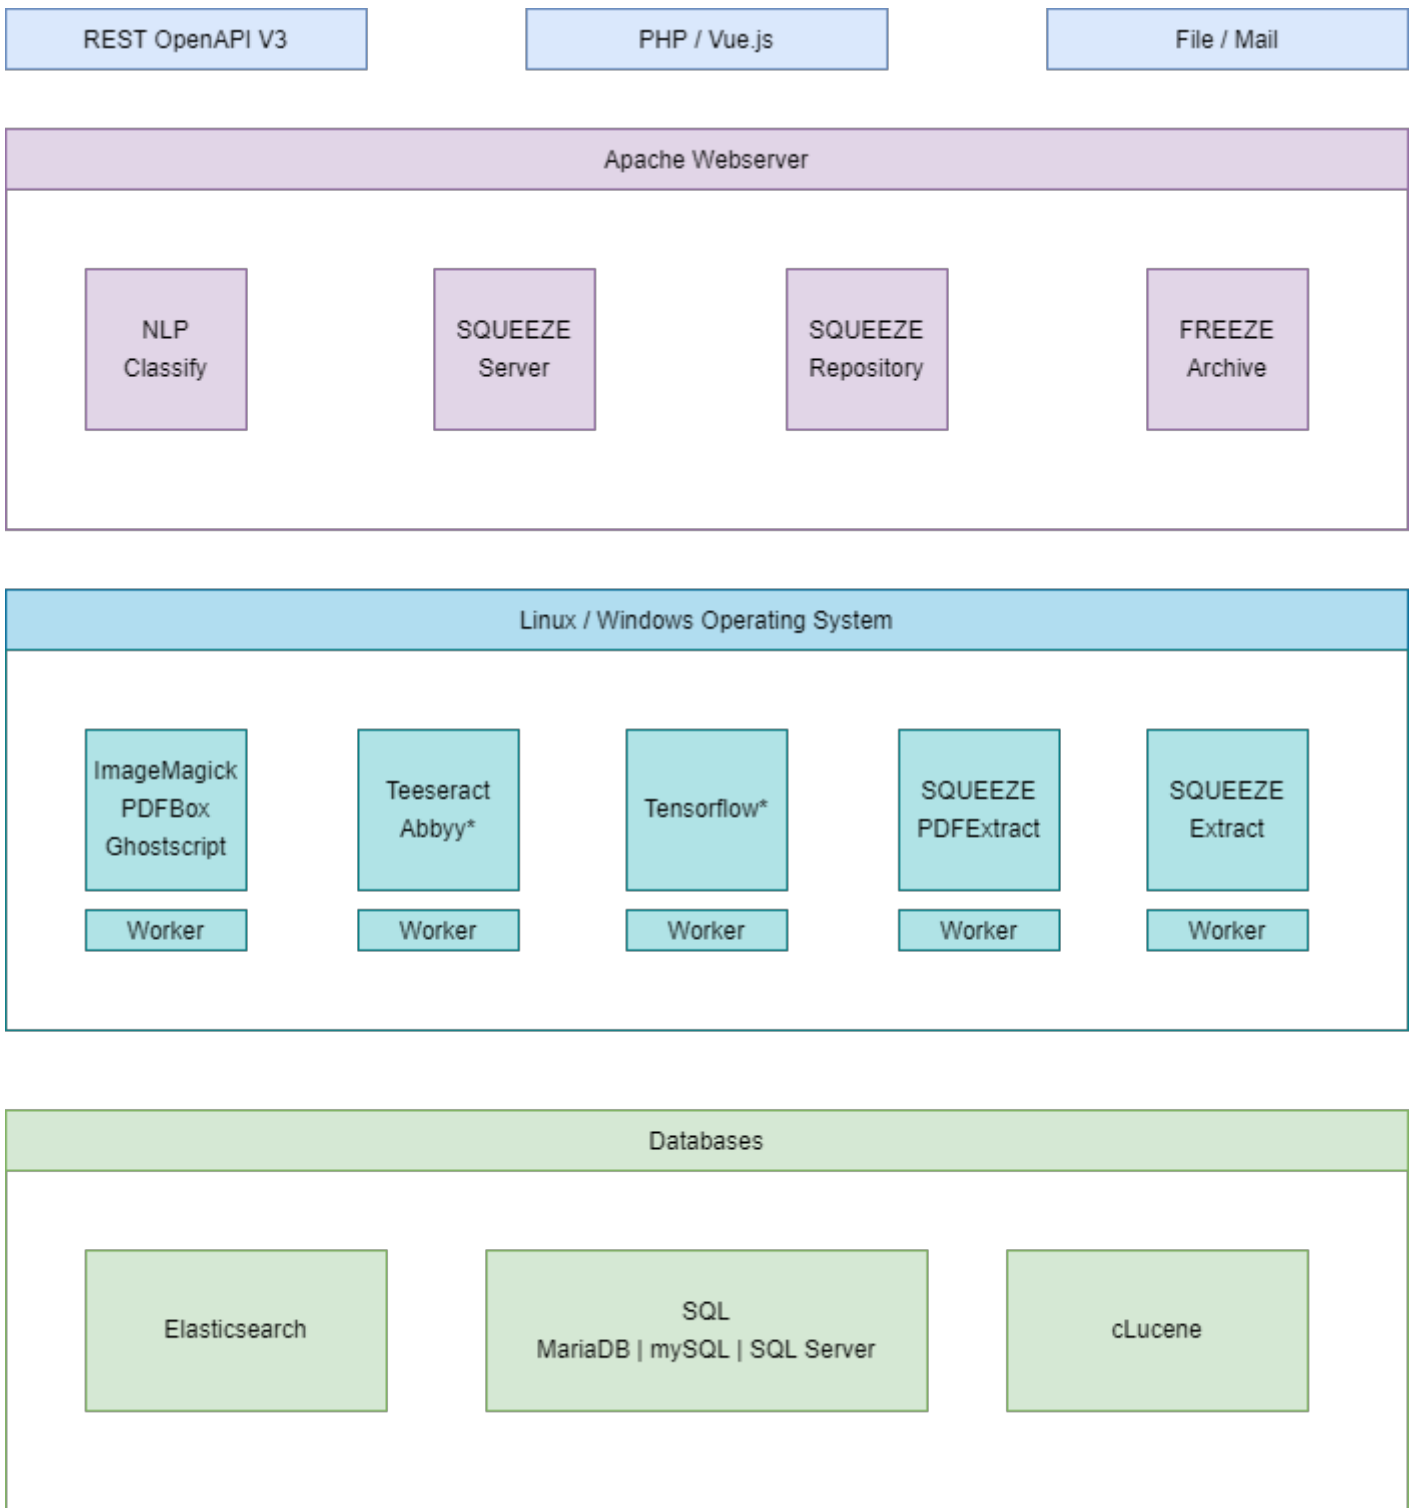 REST OpenAPI V3
PHP / Vue.js
File / Mail
Apache Webserver
NLP
Classify
SQUEEZE
Server
SQUEEZE
Repository
FREEZE
Archive
Linux / Windows Operating System
ImageMagick
PDFBox
Ghostscript
Teeseract
Abbyy*
Tensorflow*
SQUEEZE
PDFExtract
SQUEEZE
Extract
Worker
Worker
Worker
Worker
Worker
Databases
Elasticsearch
SQL
MariaDB | mySQL | SQL Server
cLucene